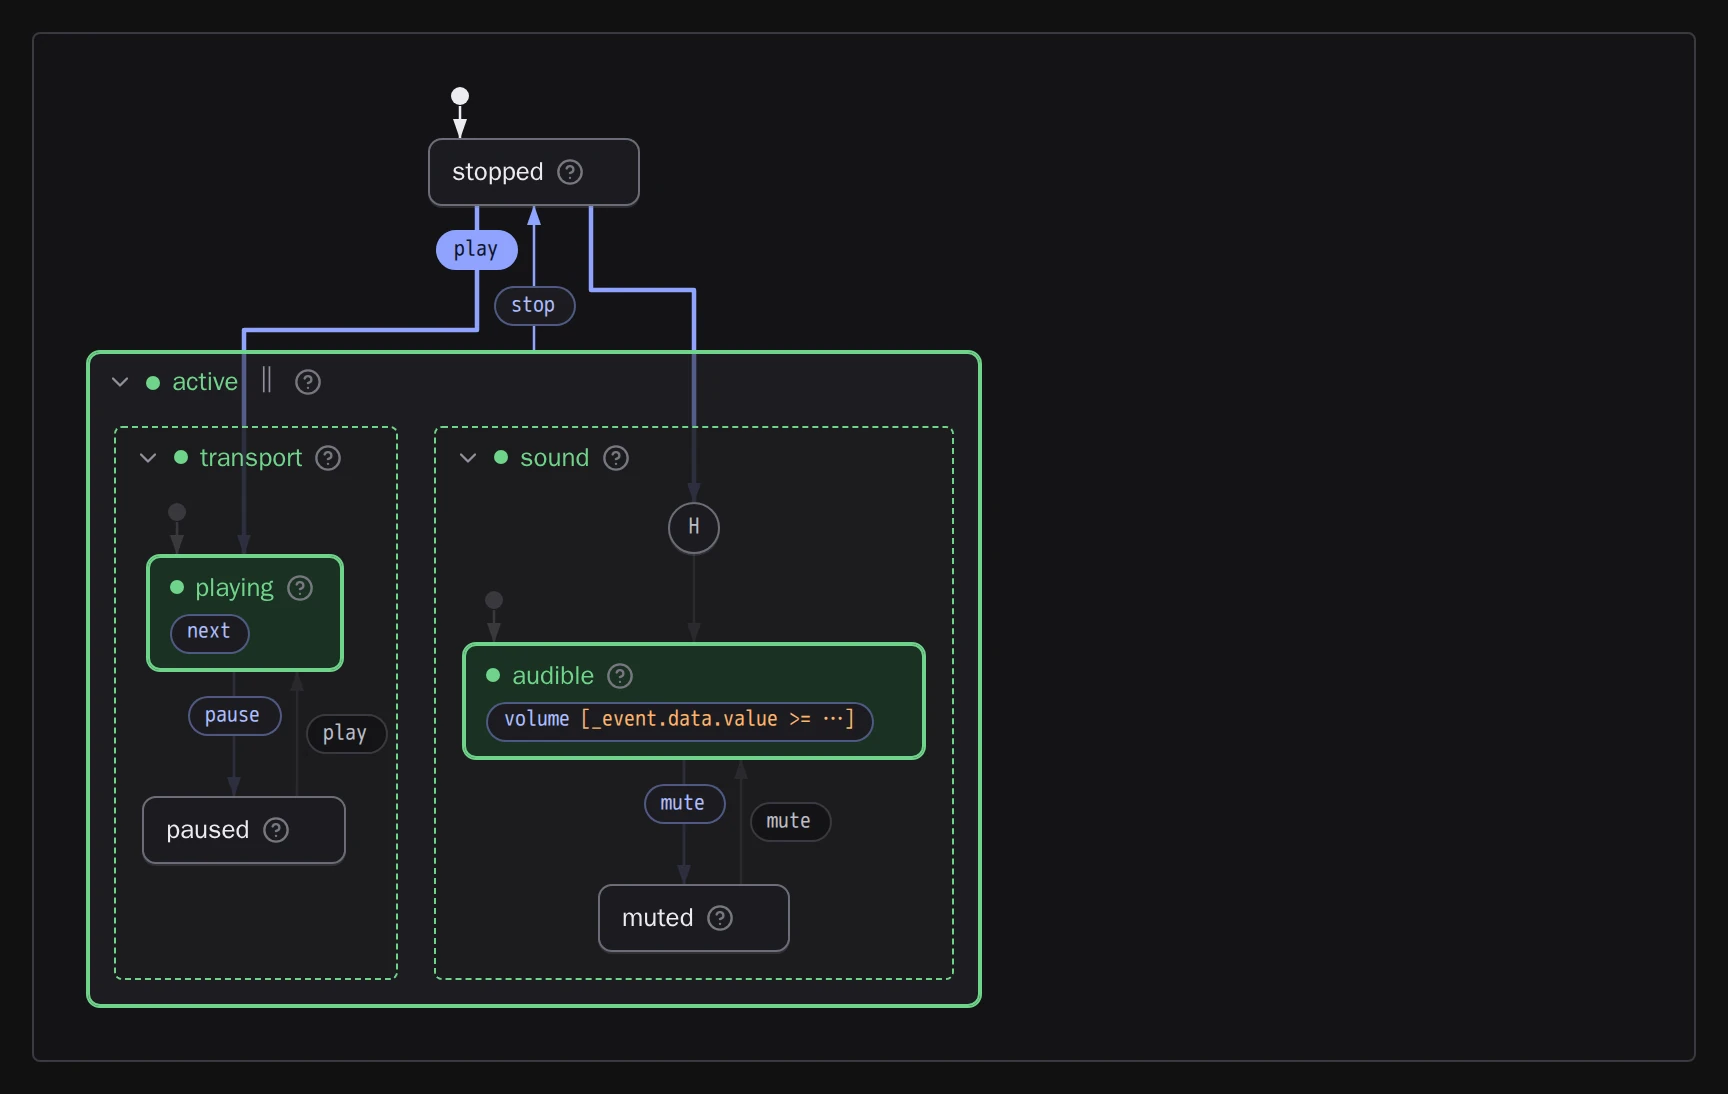 stopped ?
play
stop
active ?
transport ?
sound ?
H
playing ?
next
audible ?
volume [_event.data.value >= ⋯]
pause
play
mute
mute
paused ?
muted ?